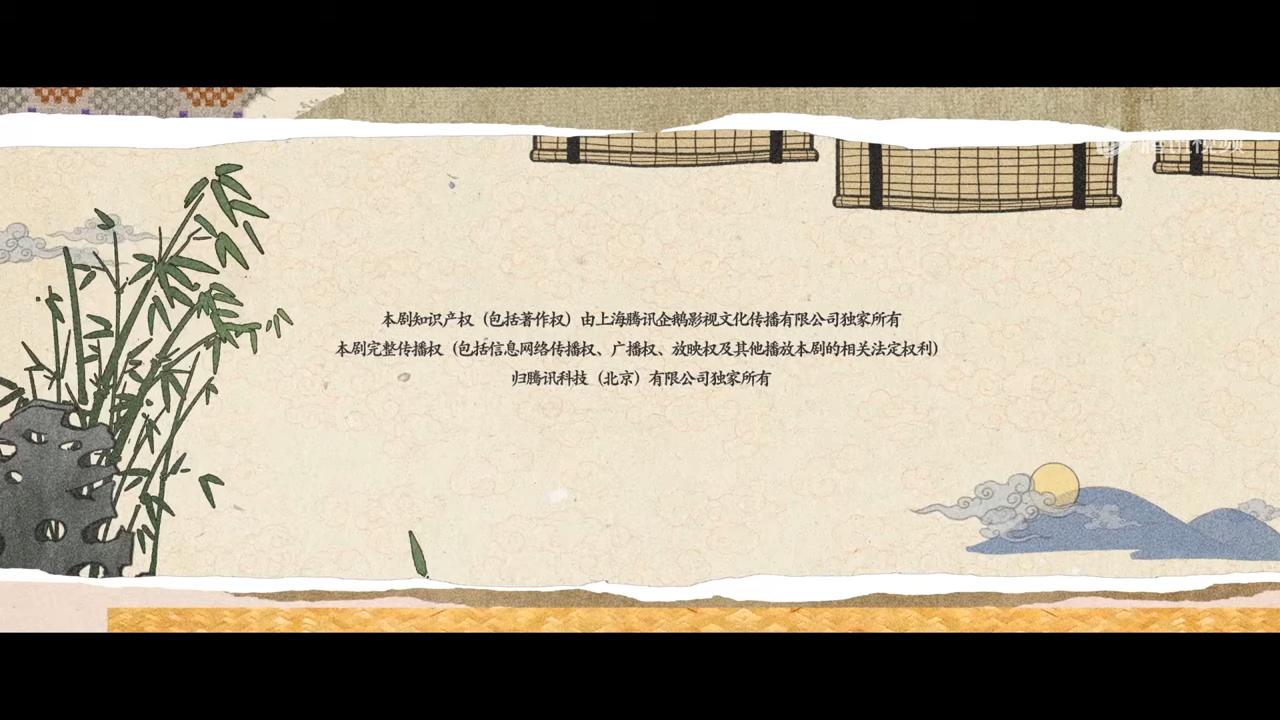 腾讯视频
本剧知识产权（包括著作权）由上海腾讯企鹅影视文化传播有限公司独家所有
本剧完整传播权（包括信息网络传播权、广播权、放映权及其他播放本剧的相关法定权利）
归腾讯科技（北京）有限公司独家所有